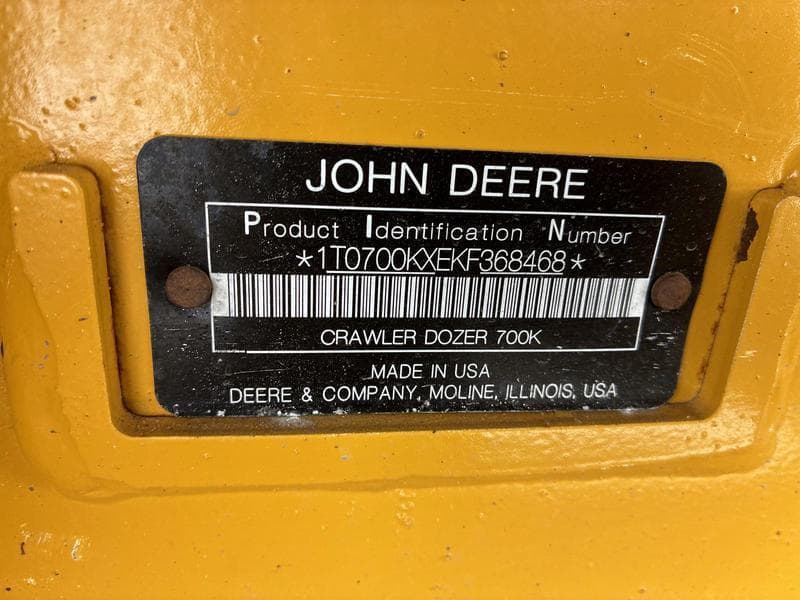 JOHN DEERE
Product Identification Number
*1T0700KXEKF368468*
CRAWLER DOZER 700K
MADE IN USA
DEERE & COMPANY, MOLINE, ILLINOIS, USA